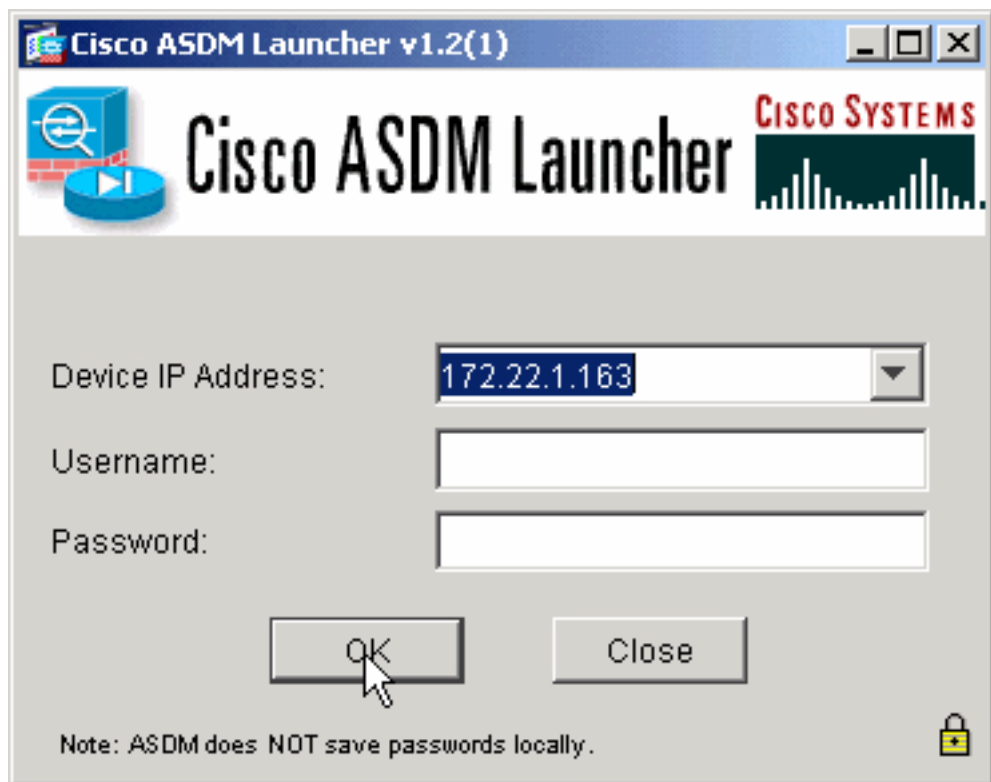 Cisco ASDM Launcher v1.2(1)
Cisco ASDM Launcher
CISCO SYSTEMS
Device IP Address: 172.22.1.163
Username:
Password:
OK Close
Note: ASDM does NOT save passwords locally.